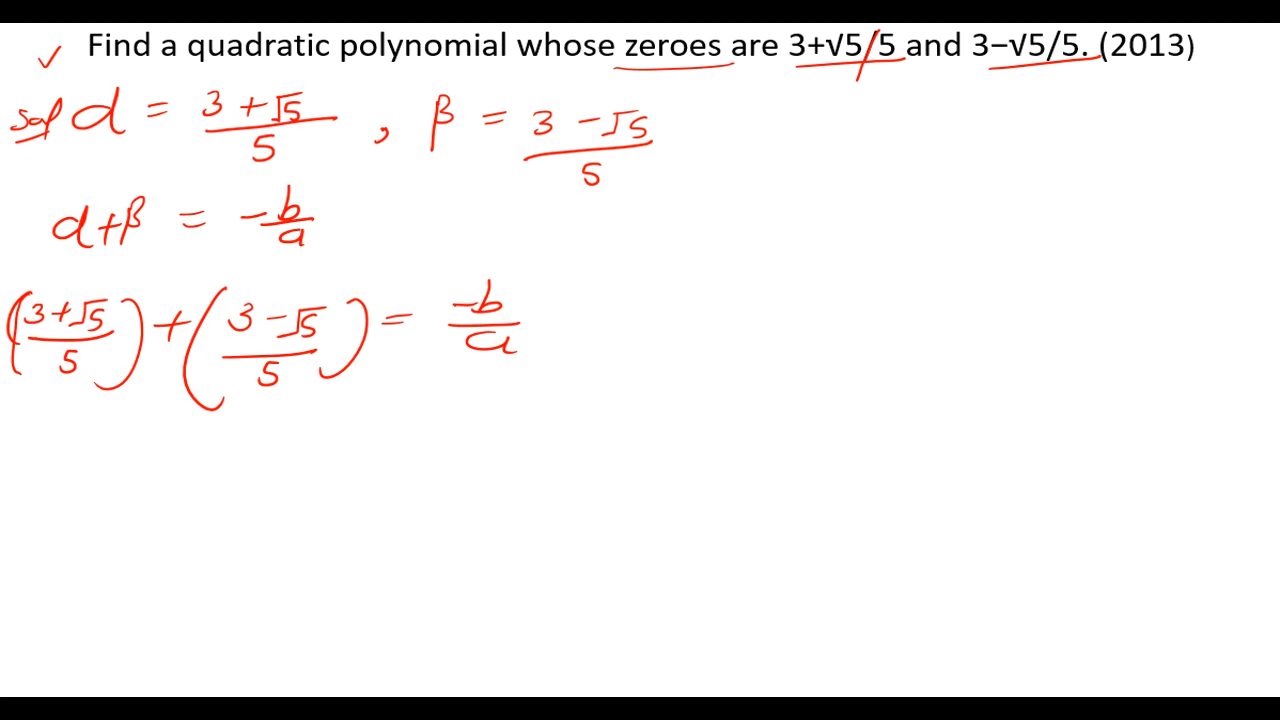 ✓ Find a quadratic polynomial whose zeroes are 3+√5/5 and 3−√5/5. (2013)
Sol α = (3 + √5)/5 , β = (3 − √5)/5
α+β = −b/a
((3+√5)/5) + ((3−√5)/5) = −b/a